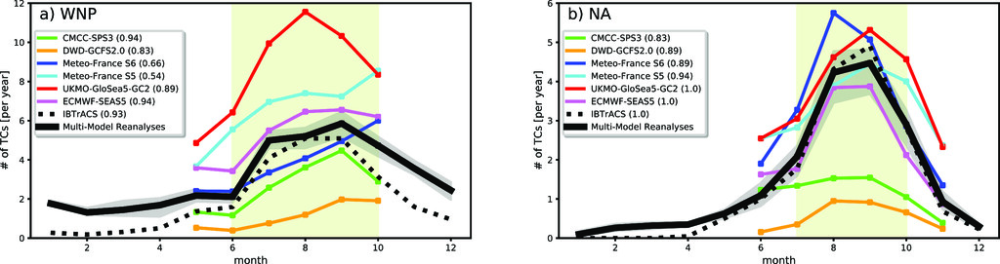 a) WNP
# of TCs [per year]
12
10
8
6
4
2
0
CMCC-SPS3 (0.94)
DWD-GCFS2.0 (0.83)
Meteo-France S6 (0.66)
Meteo-France S5 (0.54)
UKMO-GloSea5-GC2 (0.89)
ECMWF-SEAS5 (0.94)
IBTrACS (0.93)
Multi-Model Reanalyses
2 4 6 8 10 12
month
b) NA
# of TCs [per year]
6
5
4
3
2
1
0
CMCC-SPS3 (0.83)
DWD-GCFS2.0 (0.89)
Meteo-France S6 (0.89)
Meteo-France S5 (0.94)
UKMO-GloSea5-GC2 (1.0)
ECMWF-SEAS5 (1.0)
IBTrACS (1.0)
Multi-Model Reanalyses
2 4 6 8 10 12
month